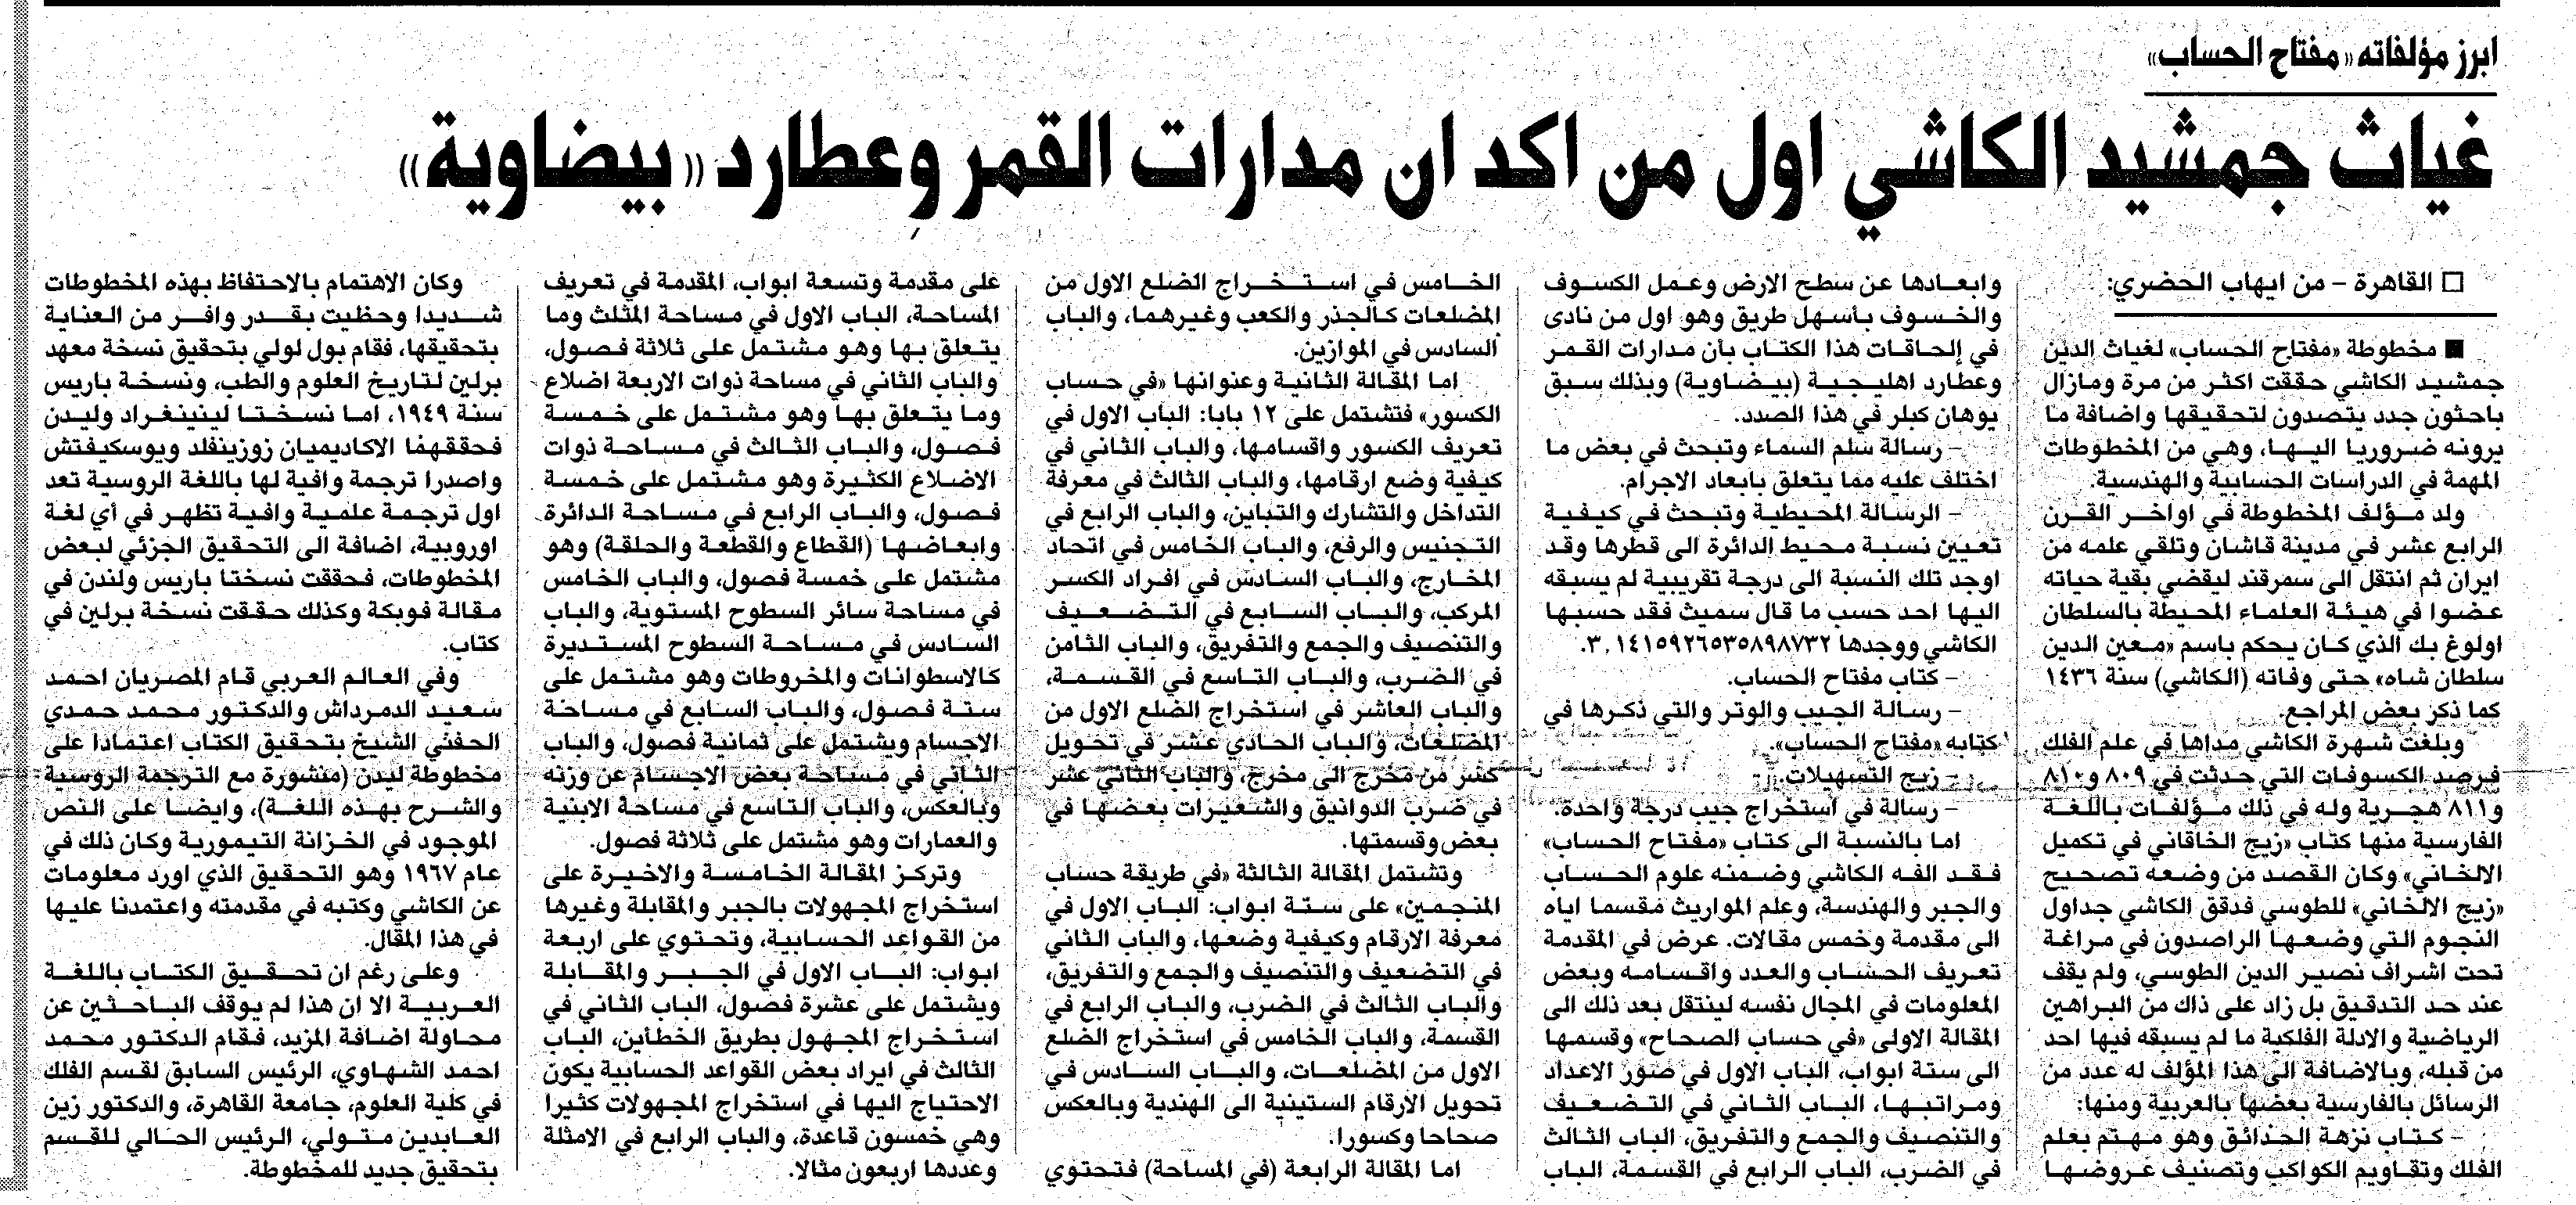 ابرز مؤلفاته «مفتاح الحساب»
غياث جمشيد الكاشي اول من اكد ان مدارات القمر وعطارد «بيضاوية»
□ القاهرة - من ايهاب الحضري:
■ مخطوطة «مفتاح الحساب» لغياث الدين
جمشيد الكاشي حققت اكثر من مرة ومازال
باحثون جدد يتصدون لتحقيقها واضافة ما
يرونه ضروريا اليها، وهي من المخطوطات
المهمة في الدراسات الحسابية والهندسية.
ولد مؤلف المخطوطة في اواخر القرن
الرابع عشر في مدينة قاشان وتلقي علمه من
ايران ثم انتقل الى سمرقند ليقضي بقية حياته
عضوا في هيئة العلماء المحيطة بالسلطان
اولوغ بك الذي كان يحكم باسم «معين الدين
سلطان شاه» حتى وفاته (الكاشي) سنة ١٤٣٦
كما ذكر بعض المراجع.
وبلغت شهرة الكاشي مداها في علم الفلك
فرصد الكسوفات التي حدثت في ٨٠٩ و٨١٠
و٨١١ هجرية وله في ذلك مؤلفات باللغة
الفارسية منها كتاب «زيج الخاقاني في تكميل
الالخاني» وكان القصد من وضعه تصحيح
«زيج الالخاني» للطوسي فدقق الكاشي جداول
النجوم التي وضعها الراصدون في مراغة
تحت اشراف نصير الدين الطوسي، ولم يقف
عند حد التدقيق بل زاد على ذاك من البراهين
الرياضية والادلة الفلكية ما لم يسبقه فيها احد
من قبله، وبالاضافة الى هذا المؤلف له عدد من
الرسائل بالفارسية بعضها بالعربية ومنها:
- كتاب نزهة الحدائق وهو مهتم بعلم
الفلك وتقاويم الكواكب وتصنيف عروضها
وابعادها عن سطح الارض وعمل الكسوف
والخسوف بأسهل طريق وهو اول من نادى
في إلحاقات هذا الكتاب بأن مدارات القمر
وعطارد اهليجية (بيضاوية) وبذلك سبق
يوهان كبلر في هذا الصدد.
- رسالة سلم السماء وتبحث في بعض ما
اختلف عليه مما يتعلق بابعاد الاجرام.
- الرسالة المحيطية وتبحث في كيفية
تعيين نسبة محيط الدائرة الى قطرها وقد
اوجد تلك النسبة الى درجة تقريبية لم يسبقه
اليها احد حسب ما قال سميث فقد حسبها
الكاشي ووجدها ٣,١٤١٥٩٢٦٥٣٥٨٩٨٧٣٢.
- كتاب مفتاح الحساب.
- رسالة الجيب والوتر والتي ذكرها في
كتابه «مفتاح الحساب».
- زيج التسهيلات.
- رسالة في استخراج جيب درجة واحدة.
اما بالنسبة الى كتاب «مفتاح الحساب»
فقد الفه الكاشي وضمنه علوم الحساب
والجبر والهندسة، وعلم المواريث مقسما اياه
الى مقدمة وخمس مقالات. عرض في المقدمة
تعريف الحساب والعدد واقسامه وبعض
المعلومات في المجال نفسه لينتقل بعد ذلك الى
المقالة الاولى «في حساب الصحاح» وقسمها
الى ستة ابواب، الباب الاول في صور الاعداد
ومراتبها، الباب الثاني في التضعيف
والتنصيف والجمع والتفريق، الباب الثالث
في الضرب، الباب الرابع في القسمة، الباب
الخامس في استخراج الضلع الاول من
المضلعات كالجذر والكعب وغيرهما، والباب
السادس في الموازين.
اما المقالة الثانية وعنوانها «في حساب
الكسور» فتشتمل على ١٢ بابا: الباب الاول في
تعريف الكسور واقسامها، والباب الثاني في
كيفية وضع ارقامها، والباب الثالث في معرفة
التداخل والتشارك والتباين، والباب الرابع في
التجنيس والرفع، والباب الخامس في اتحاد
المخارج، والباب السادس في افراد الكسر
المركب، والباب السابع في التضعيف
والتنصيف والجمع والتفريق، والباب الثامن
في الضرب، والباب التاسع في القسمة،
والباب العاشر في استخراج الضلع الاول من
المضلعات، والباب الحادي عشر في تحويل
كسر من مخرج الى مخرج، والباب الثاني عشر
في ضرب الدوانيق والشعيرات بعضها في
بعض وقسمتها.
وتشتمل المقالة الثالثة «في طريقة حساب
المنجمين» على ستة ابواب: الباب الاول في
معرفة الارقام وكيفية وضعها، والباب الثاني
في التضعيف والتنصيف والجمع والتفريق،
والباب الثالث في الضرب، والباب الرابع في
القسمة، والباب الخامس في استخراج الضلع
الاول من المضلعات، والباب السادس في
تحويل الارقام الستينية الى الهندية وبالعكس
صحاحا وكسورا.
اما المقالة الرابعة (في المساحة) فتحتوي
على مقدمة وتسعة ابواب، المقدمة في تعريف
المساحة، الباب الاول في مساحة المثلث وما
يتعلق بها وهو مشتمل على ثلاثة فصول،
والباب الثاني في مساحة ذوات الاربعة اضلاع
وما يتعلق بها وهو مشتمل على خمسة
فصول، والباب الثالث في مساحة ذوات
الاضلاع الكثيرة وهو مشتمل على خمسة
فصول، والباب الرابع في مساحة الدائرة
وابعاضها (القطاع والقطعة والحلقة) وهو
مشتمل على خمسة فصول، والباب الخامس
في مساحة سائر السطوح المستوية، والباب
السادس في مساحة السطوح المستديرة
كالاسطوانات والمخروطات وهو مشتمل على
ستة فصول، والباب السابع في مساحة
الاجسام ويشتمل على ثمانية فصول، والباب
الثاني في مساحة بعض الاجسام عن وزنه
وبالعكس، والباب التاسع في مساحة الابنية
والعمارات وهو مشتمل على ثلاثة فصول.
وتركز المقالة الخامسة والاخيرة على
استخراج المجهولات بالجبر والمقابلة وغيرها
من القواعد الحسابية، وتحتوي على اربعة
ابواب: الباب الاول في الجبر والمقابلة
ويشتمل على عشرة فصول، الباب الثاني في
استخراج المجهول بطريق الخطأين، الباب
الثالث في ايراد بعض القواعد الحسابية يكون
الاحتياج اليها في استخراج المجهولات كثيرا
وهي خمسون قاعدة، والباب الرابع في الامثلة
وعددها اربعون مثالا.
وكان الاهتمام بالاحتفاظ بهذه المخطوطات
شديدا وحظيت بقدر وافر من العناية
بتحقيقها، فقام بول لولي بتحقيق نسخة معهد
برلين لتاريخ العلوم والطب، ونسخة باريس
سنة ١٩٤٩، اما نسختا لينينغراد وليدن
فحققهما الاكاديميان زوزينفلد ويوسكيفتش
واصدرا ترجمة وافية لها باللغة الروسية تعد
اول ترجمة علمية وافية تظهر في أي لغة
اوروبية، اضافة الى التحقيق الجزئي لبعض
المخطوطات، فحققت نسختا باريس ولندن في
مقالة فوبكة وكذلك حققت نسخة برلين في
كتاب.
وفي العالم العربي قام المصريان احمد
سعيد الدمرداش والدكتور محمد حمدي
الحفني الشيخ بتحقيق الكتاب اعتمادا على
مخطوطة ليدن (منشورة مع الترجمة الروسية
والشرح بهذه اللغة)، وايضا على النص
الموجود في الخزانة التيمورية وكان ذلك في
عام ١٩٦٧ وهو التحقيق الذي اورد معلومات
عن الكاشي وكتبه في مقدمته واعتمدنا عليها
في هذا المقال.
وعلى رغم ان تحقيق الكتاب باللغة
العربية الا ان هذا لم يوقف الباحثين عن
محاولة اضافة المزيد، فقام الدكتور محمد
احمد الشهاوي، الرئيس السابق لقسم الفلك
في كلية العلوم، جامعة القاهرة، والدكتور زين
العابدين متولي، الرئيس الحالي للقسم
بتحقيق جديد للمخطوطة.